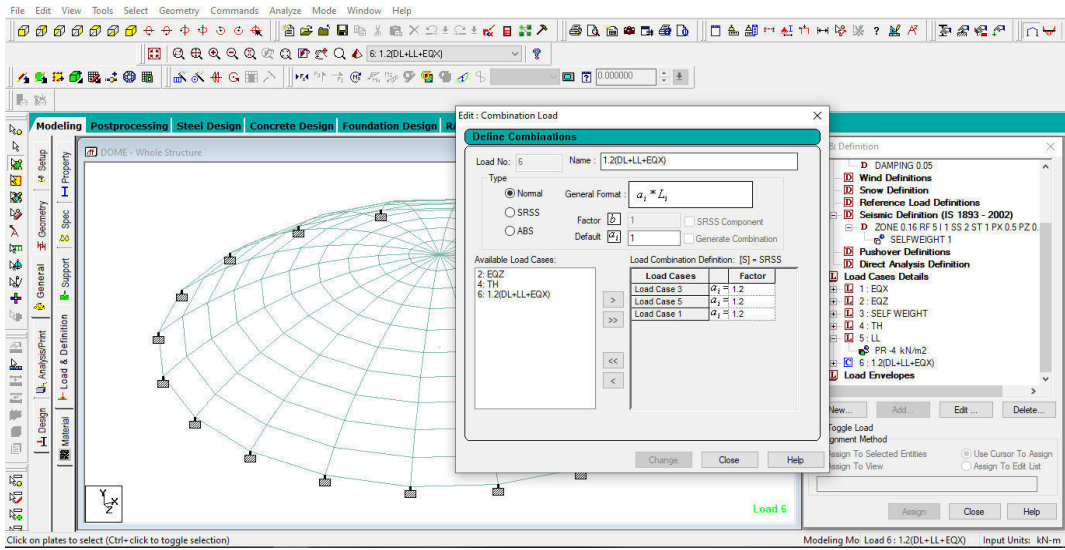 File Edit View Tools Select Geometry Commands Analyze Mode Window Help
6: 1.2(DL+LL+EQX)
0.000000
Modeling Postprocessing Steel Design Concrete Design Foundation Design
DOME - Whole Structure
Setup
Geometry
General
Analysis/Print
Design
Property
Spec
Support
Load & Definition
Material
Edit : Combination Load
Define Combinations
Load No: 6 Name : 1.2(DL+LL+EQX)
Type
Normal General Format : ai * Li
SRSS Factor b 1 SRSS Component
ABS Default ai 1 Generate Combination
Available Load Cases:
2: EQZ
4: TH
6: 1.2(DL+LL+EQX)
Load Combination Definition: [S] = SRSS
Load Cases Factor
Load Case 3 ai = 1.2
Load Case 5 ai = 1.2
Load Case 1 ai = 1.2
>
>>
<<
<
Change Close Help
& Definition
D DAMPING 0.05
D Wind Definitions
D Snow Definition
D Reference Load Definitions
D Seismic Definition (IS 1893 - 2002)
D ZONE 0.16 RF 5 I 1 SS 2 ST 1 PX 0.5 PZ 0.
SELFWEIGHT 1
D Pushover Definitions
D Direct Analysis Definition
L Load Cases Details
L 1 : EQX
L 2 : EQZ
L 3 : SELF WEIGHT
L 4 : TH
L 5 : LL
PR -4 kN/m2
C 6 : 1.2(DL+LL+EQX)
L Load Envelopes
New... Add... Edit ... Delete...
Toggle Load
gnment Method
Assign To Selected Entities Use Cursor To Assign
Assign To View Assign To Edit List
Assign Close Help
Y
X
Z
Load 6
Click on plates to select (Ctrl+click to toggle selection) Modeling Mo Load 6 : 1.2(DL+LL+EQX) Input Units: kN-m